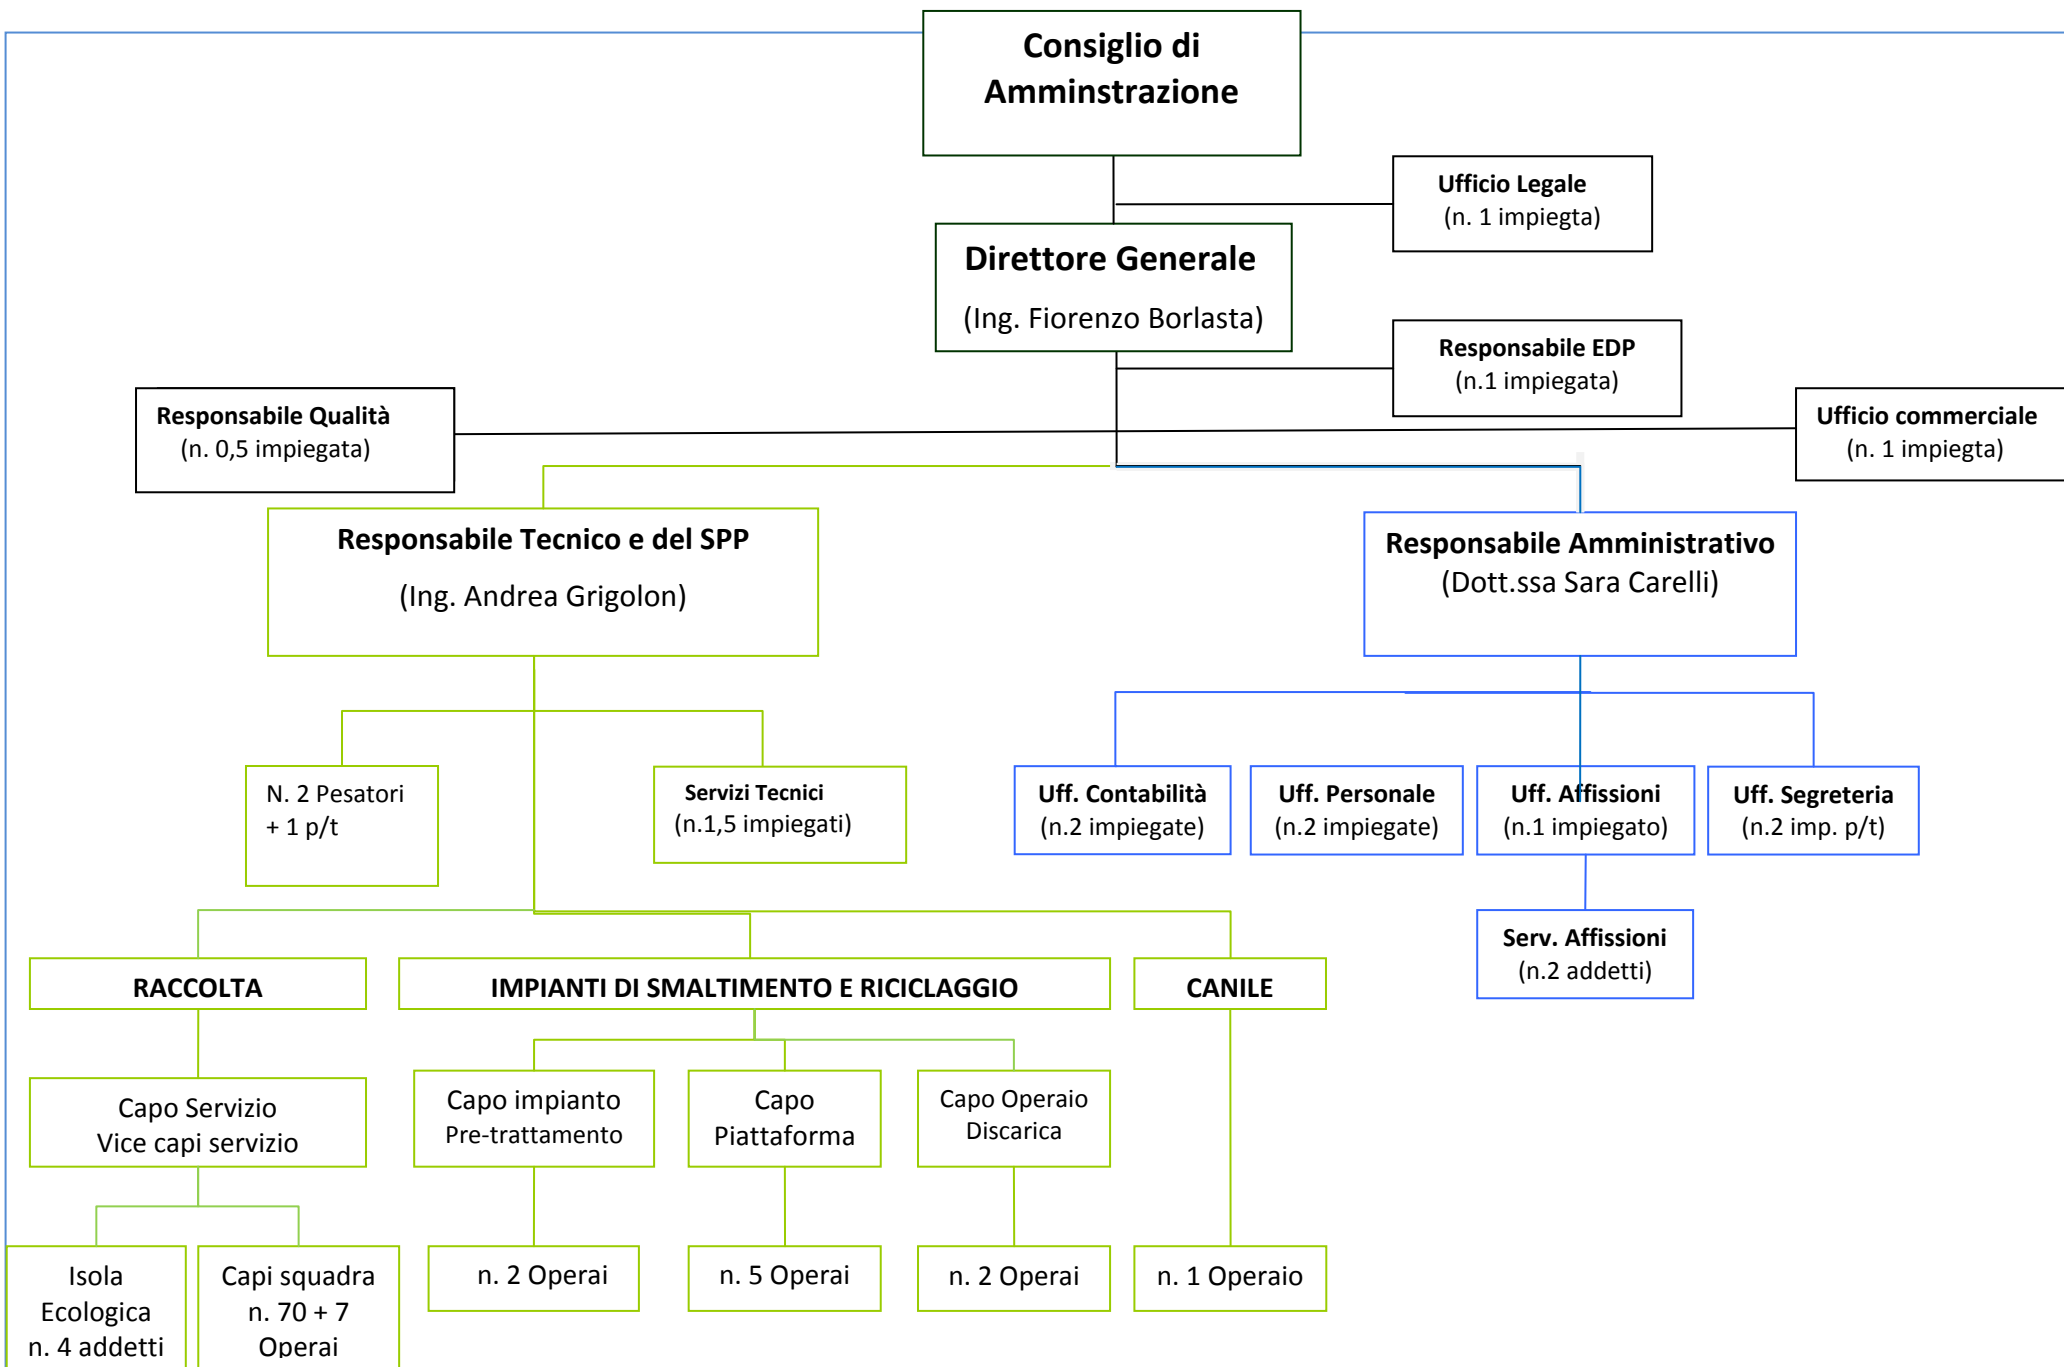 Consiglio di
Amminstrazione
Ufficio Legale
(n. 1 impiegta)
Direttore Generale
(Ing. Fiorenzo Borlasta)
Responsabile EDP
(n.1 impiegata)
Responsabile Qualità
(n. 0,5 impiegata)
Ufficio commerciale
(n. 1 impiegta)
Responsabile Tecnico e del SPP
(Ing. Andrea Grigolon)
Responsabile Amministrativo
(Dott.ssa Sara Carelli)
N. 2 Pesatori
+ 1 p/t
Servizi Tecnici
(n.1,5 impiegati)
Uff. Contabilità
(n.2 impiegate)
Uff. Personale
(n.2 impiegate)
Uff. Affissioni
(n.1 impiegato)
Uff. Segreteria
(n.2 imp. p/t)
Serv. Affissioni
(n.2 addetti)
RACCOLTA
IMPIANTI DI SMALTIMENTO E RICICLAGGIO
CANILE
Capo Servizio
Vice capi servizio
Capo impianto
Pre-trattamento
Capo
Piattaforma
Capo Operaio
Discarica
Isola
Ecologica
n. 4 addetti
Capi squadra
n. 70 + 7
Operai
n. 2 Operai
n. 5 Operai
n. 2 Operai
n. 1 Operaio